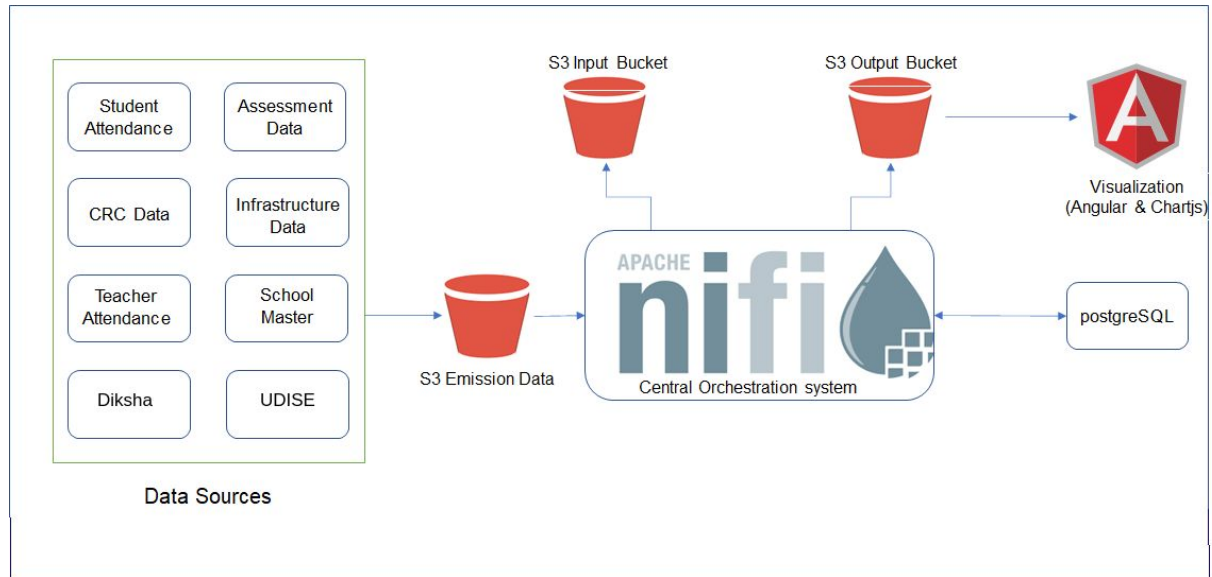 Student
Attendance
Assessment
Data
CRC Data
Infrastructure
Data
Teacher
Attendance
School
Master
Diksha
UDISE
Data Sources
S3 Emission Data
S3 Input Bucket
S3 Output Bucket
APACHE
nifi
Central Orchestration system
A
Visualization
(Angular & Chartjs)
postgreSQL